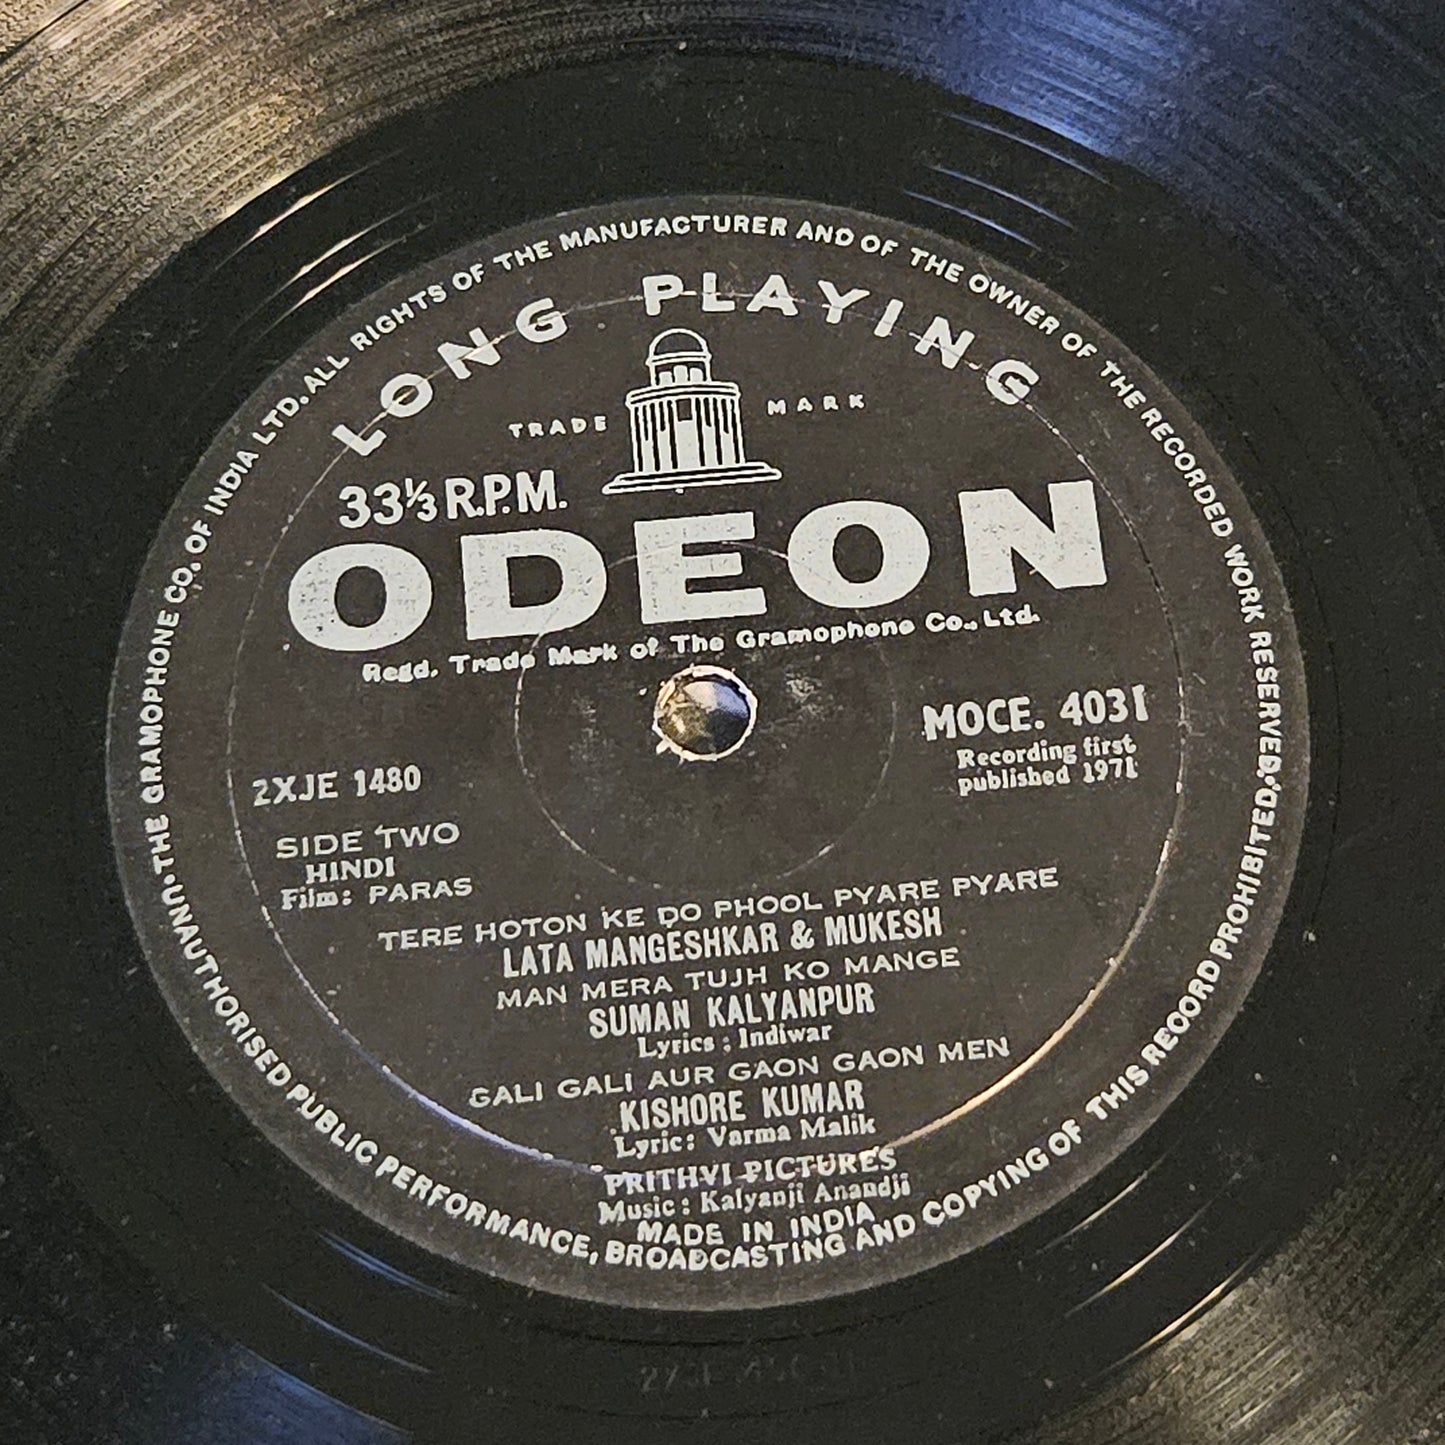 THE GRAMOPHONE CO. OF INDIA LTD. ALL RIGHTS OF THE MANUFACTURER AND OF THE OWNER OF THE RECORDED WORK RESERVED.
UNAUTHORISED PUBLIC PERFORMANCE, BROADCASTING AND COPYING OF THIS RECORD PROHIBITED.
LONG PLAYING
TRADE MARK
33⅓ R.P.M.
ODEON
Regd. Trade Mark of The Gramophone Co., Ltd.
MOCE. 4031
Recording first
published 1971
2XJE 1480
SIDE TWO
HINDI
Film: PARAS
TERE HOTON KE DO PHOOL PYARE PYARE
LATA MANGESHKAR & MUKESH
MAN MERA TUJH KO MANGE
SUMAN KALYANPUR
Lyrics : Indiwar
GALI GALI AUR GAON GAON MEN
KISHORE KUMAR
Lyric: Varma Malik
PRITHVI PICTURES
Music : Kalyanji Anandji
MADE IN INDIA